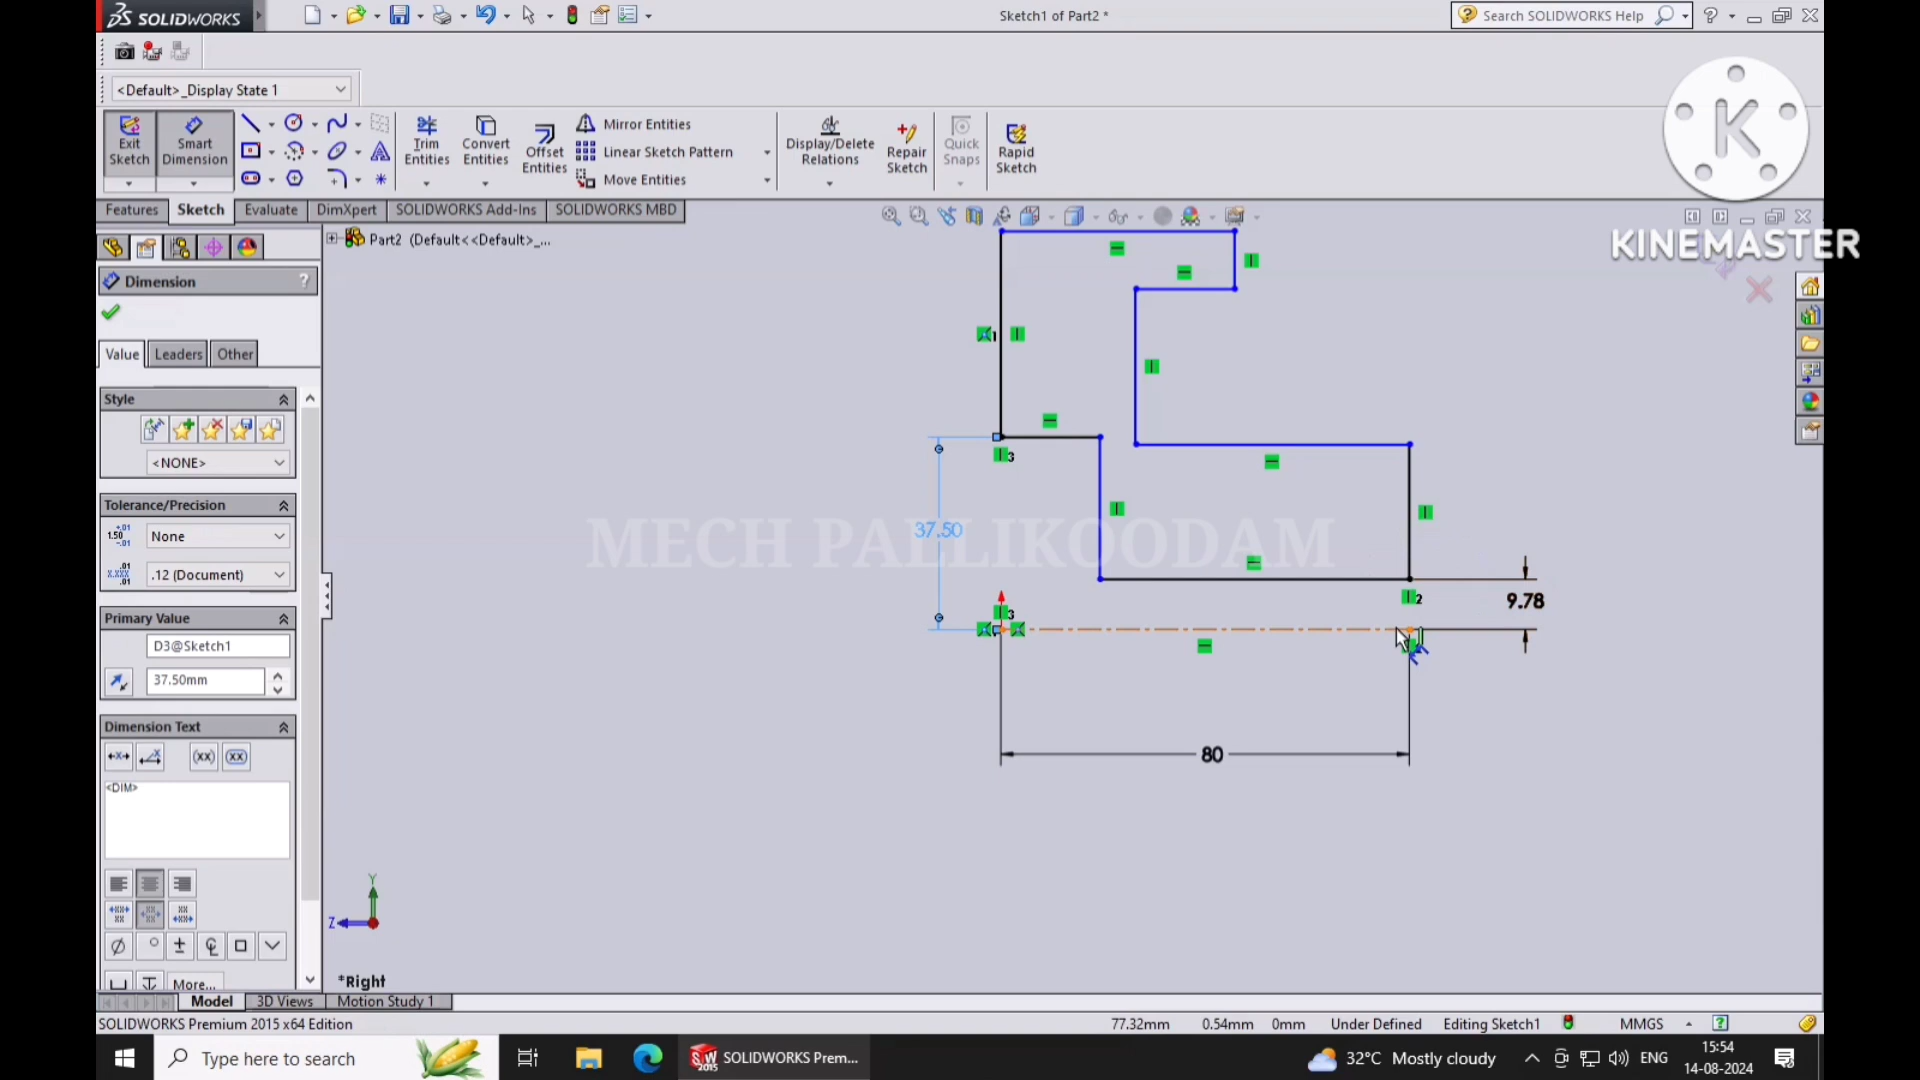 SOLIDWORKS
Sketch1 of Part2 *
Search SOLIDWORKS Help
<Default>_Display State 1
Exit Sketch
Smart Dimension
Trim Entities
Convert Entities
Offset Entities
Mirror Entities
Linear Sketch Pattern
Move Entities
Display/Delete Relations
Repair Sketch
Quick Snaps
Rapid Sketch
K
KINEMASTER
Features
Sketch
Evaluate
DimXpert
SOLIDWORKS Add-Ins
SOLIDWORKS MBD
Part2 (Default<<Default>_...
Dimension
?
Value
Leaders
Other
Style
<NONE>
Tolerance/Precision
None
.12 (Document)
Primary Value
D3@Sketch1
37.50mm
Dimension Text
<DIM>
More...
1
3
37.50
MECH PALLIKOODAM
2
9.78
3
80
Y
Z
*Right
Model
3D Views
Motion Study 1
SOLIDWORKS Premium 2015 x64 Edition
77.32mm
0.54mm
0mm
Under Defined
Editing Sketch1
MMGS
Type here to search
SOLIDWORKS Prem...
32°C Mostly cloudy
ENG
15:54
14-08-2024